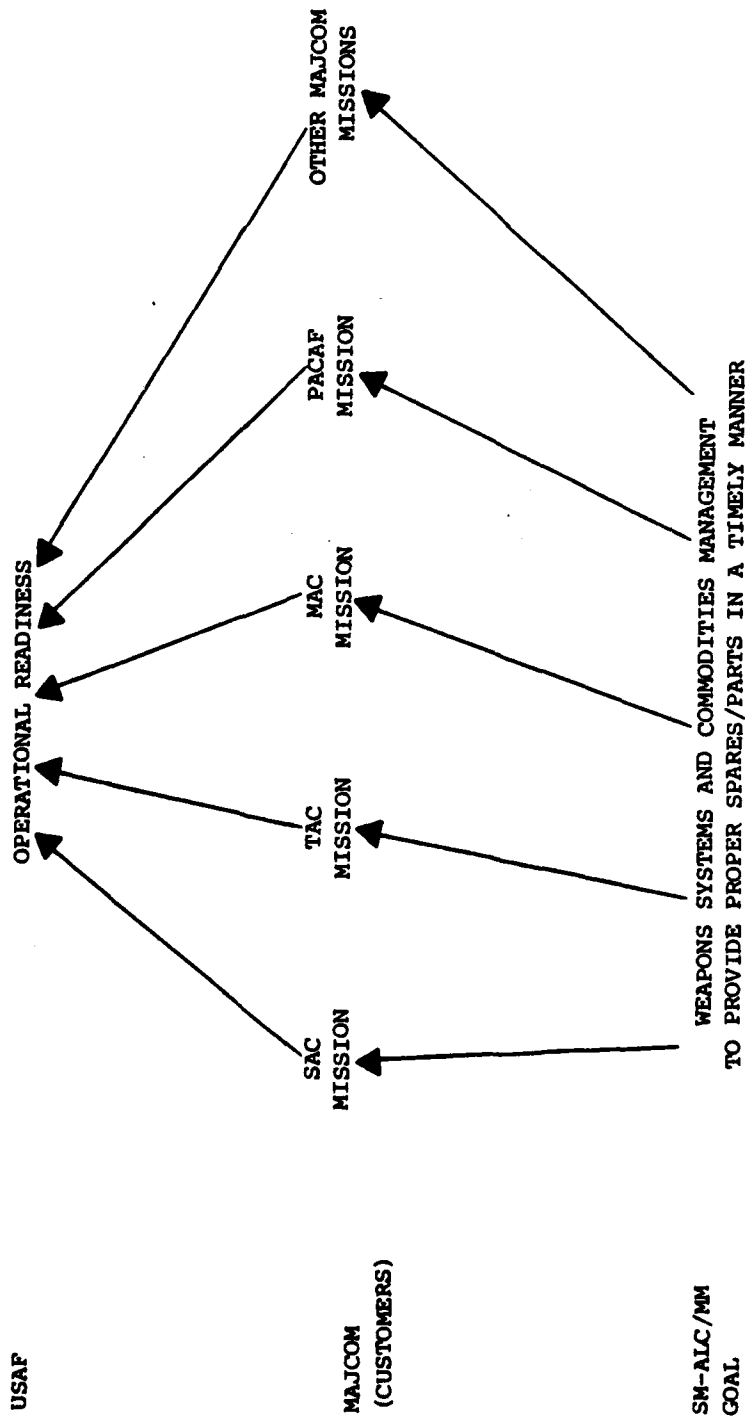 USAF
OPERATIONAL READINESS
MAJCOM
(CUSTOMERS)
SAC
MISSION
TAC
MISSION
MAC
MISSION
PACAF
MISSION
OTHER MAJCOM
MISSIONS
SM-ALC/MM
GOAL
WEAPONS SYSTEMS AND COMMODITIES MANAGEMENT
TO PROVIDE PROPER SPARES/PARTS IN A TIMELY MANNER